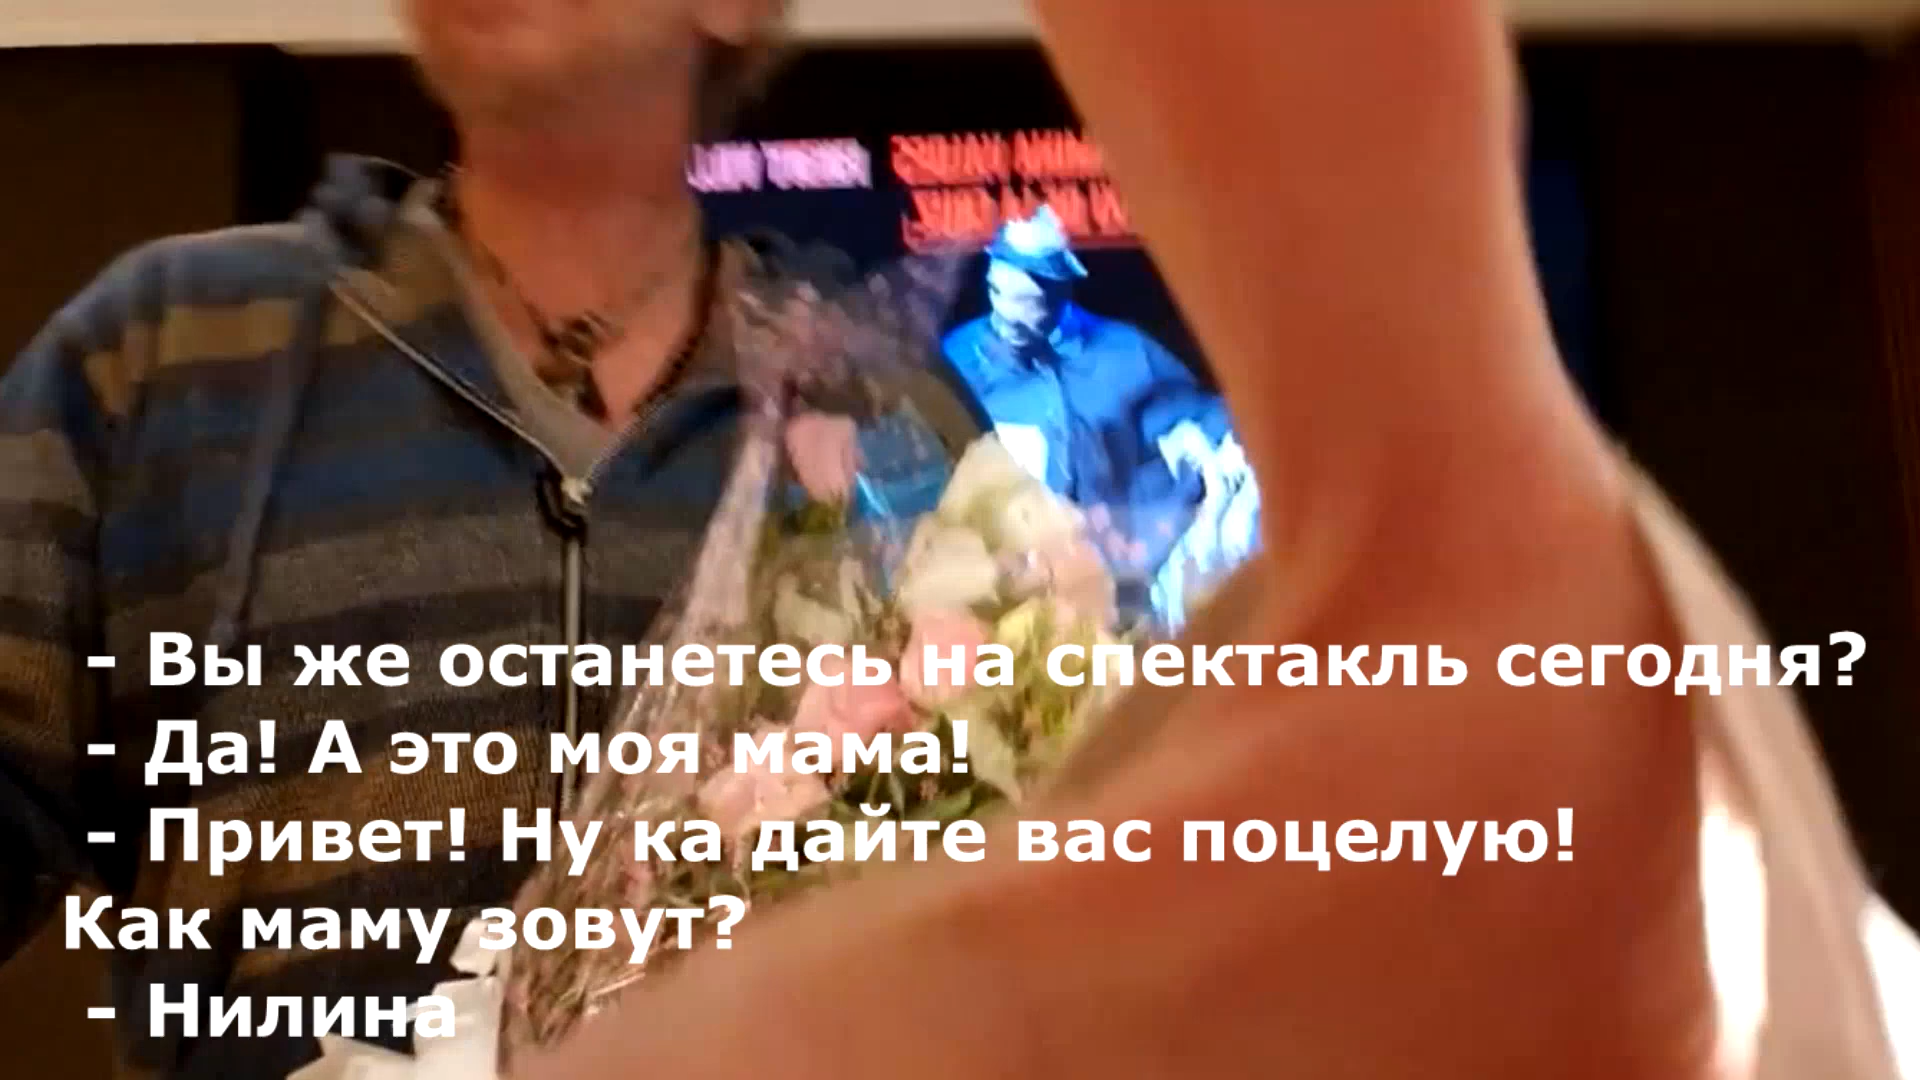 - Вы же останетесь на спектакль сегодня?
- Да! А это моя мама!
- Привет! Ну ка дайте вас поцелую!
Как маму зовут?
- Нилина